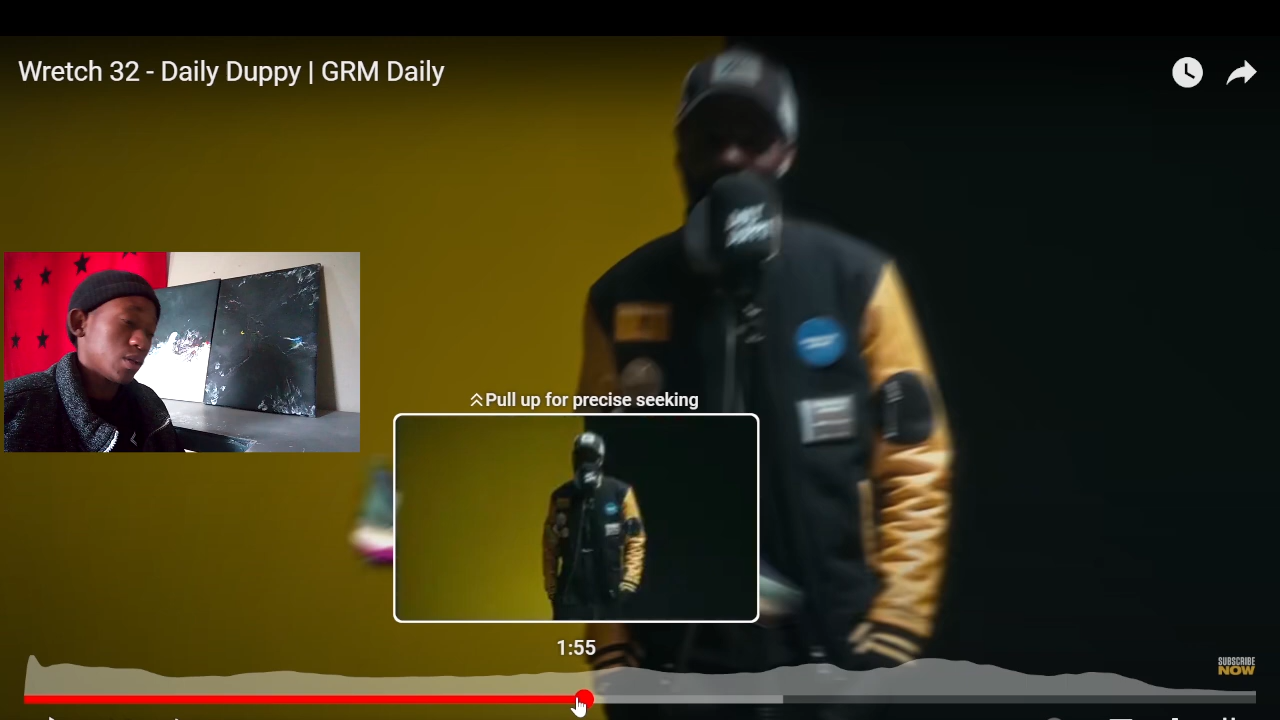 Wretch 32 - Daily Duppy | GRM Daily
Pull up for precise seeking
1:55
SUBSCRIBE
NOW